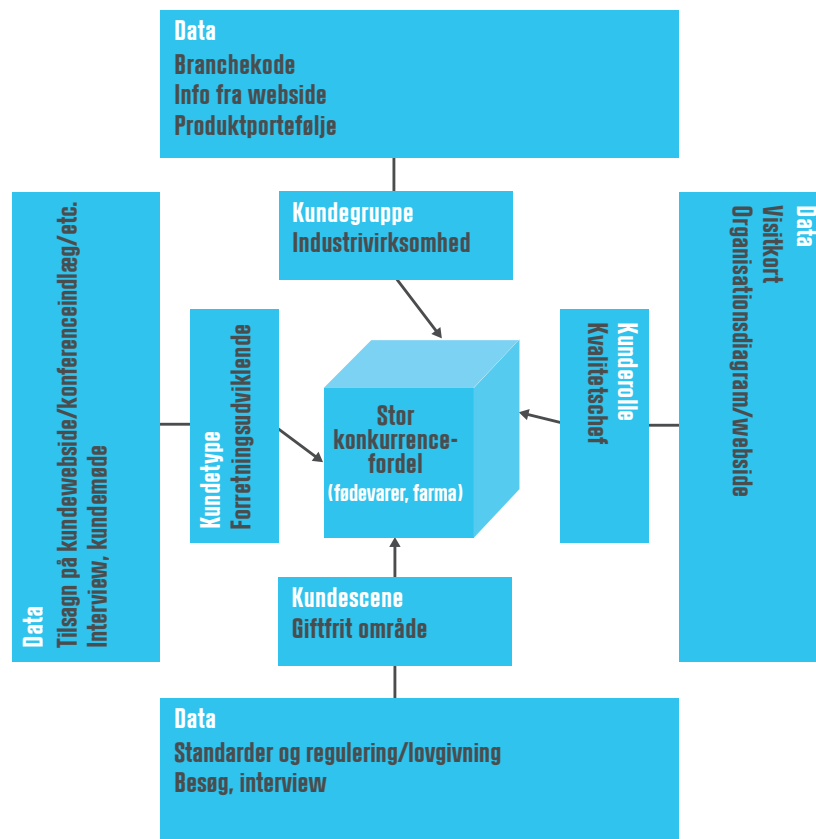 Data
Branchekode
Info fra webside
Produktportefølje
Kundegruppe
Industrivirksomhed
Data
Tilsagn på kundewebside/konferenceindlæg/etc.
Interview, kundemøde
Kundetype
Forretningsudviklende
Stor
konkurrence-
fordel
(fødevarer, farma)
Kunderolle
Kvalitetschef
Data
Visitkort
Organisationsdiagram/webside
Kundescene
Giftfrit område
Data
Standarder og regulering/lovgivning
Besøg, interview